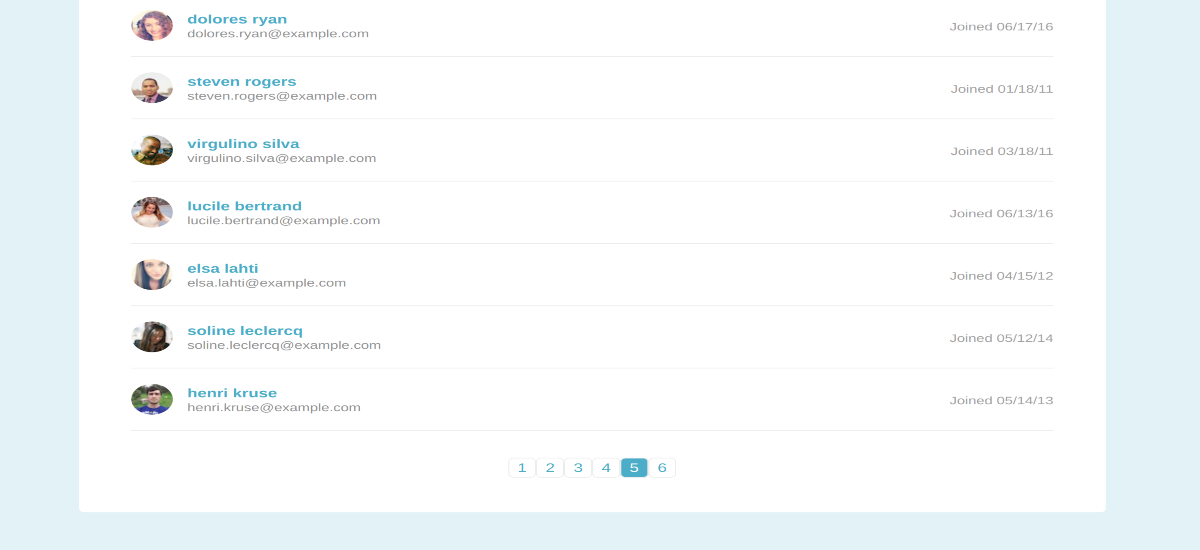 dolores ryan
dolores.ryan@example.com
Joined 06/17/16
steven rogers
steven.rogers@example.com
Joined 01/18/11
virgulino silva
virgulino.silva@example.com
Joined 03/18/11
lucile bertrand
lucile.bertrand@example.com
Joined 06/13/16
elsa lahti
elsa.lahti@example.com
Joined 04/15/12
soline leclercq
soline.leclercq@example.com
Joined 05/12/14
henri kruse
henri.kruse@example.com
Joined 05/14/13
1 2 3 4 5 6